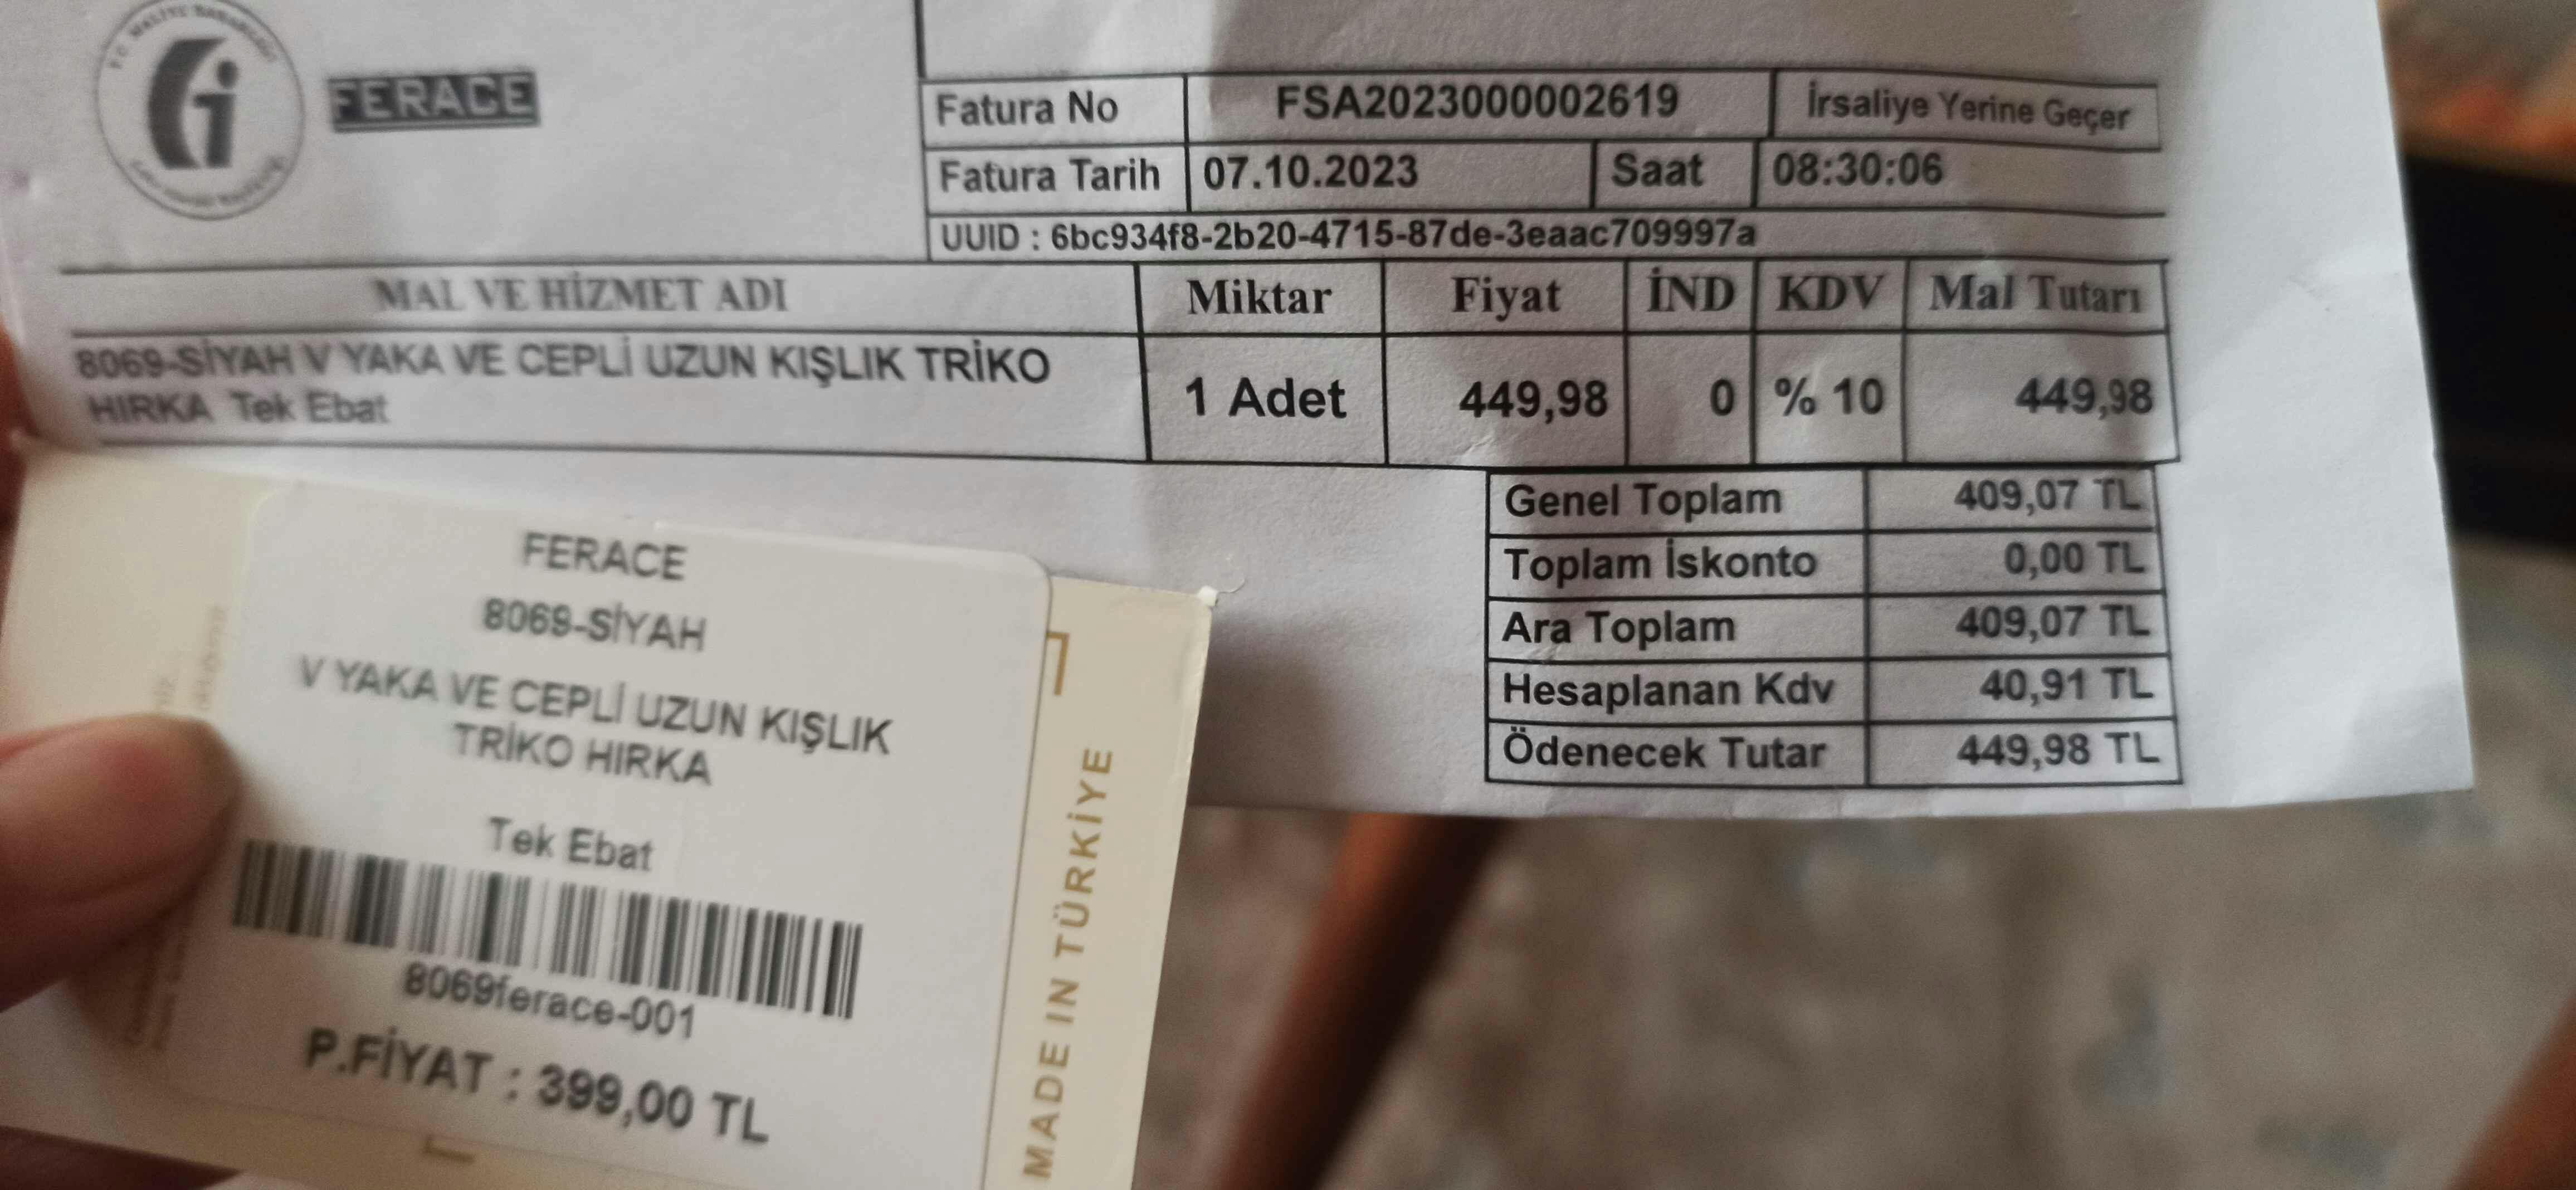 FERACE
Fatura No FSA2023000002619 İrsaliye Yerine Geçer
Fatura Tarih 07.10.2023 Saat 08:30:06
UUID : 6bc934f8-2b20-4715-87de-3eaac709997a
MAL VE HİZMET ADI Miktar Fiyat İND KDV Mal Tutarı
8069-SİYAH V YAKA VE CEPLİ UZUN KIŞLIK TRİKO
HIRKA Tek Ebat 1 Adet 449,98 0 % 10 449,98
Genel Toplam 409,07 TL
Toplam İskonto 0,00 TL
Ara Toplam 409,07 TL
Hesaplanan Kdv 40,91 TL
Ödenecek Tutar 449,98 TL
FERACE
8069-SİYAH
V YAKA VE CEPLİ UZUN KIŞLIK
TRİKO HIRKA
Tek Ebat
8069ferace-001
P.FİYAT : 399,00 TL
MADE IN TÜRKİYE